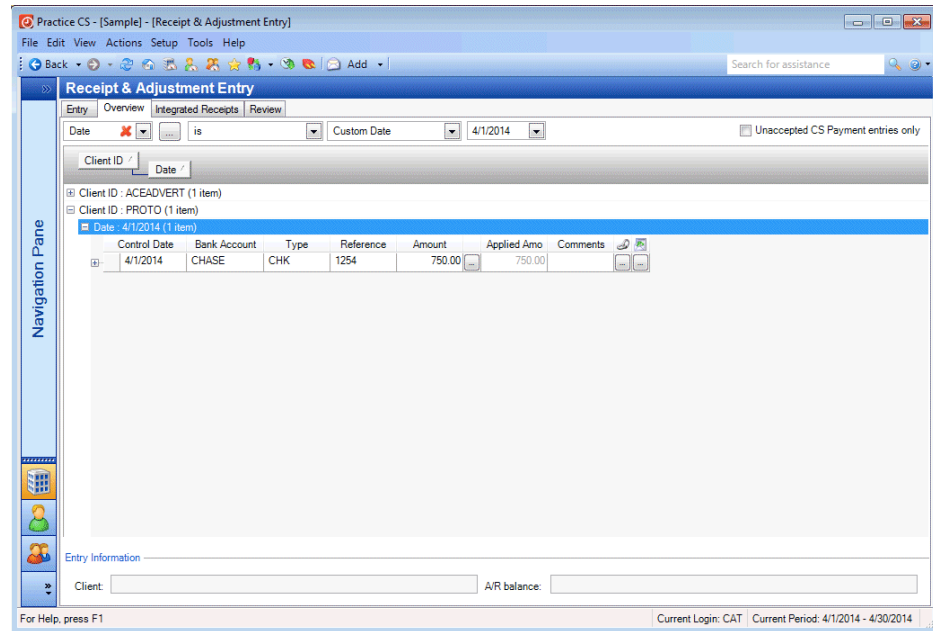 Practice CS - [Sample] - [Receipt & Adjustment Entry]
File Edit View Actions Setup Tools Help
Back Add Search for assistance
Receipt & Adjustment Entry
Entry Overview Integrated Receipts Review
Date ... is Custom Date 4/1/2014 Unaccepted CS Payment entries only
Client ID
Date
Client ID : ACEADVERT (1 item)
Client ID : PROTO (1 item)
Date : 4/1/2014 (1 item)
Control Date Bank Account Type Reference Amount Applied Amo Comments
4/1/2014 CHASE CHK 1254 750.00 ... 750.00 ... ...
Navigation Pane
Entry Information
Client: A/R balance:
For Help, press F1 Current Login: CAT Current Period: 4/1/2014 - 4/30/2014